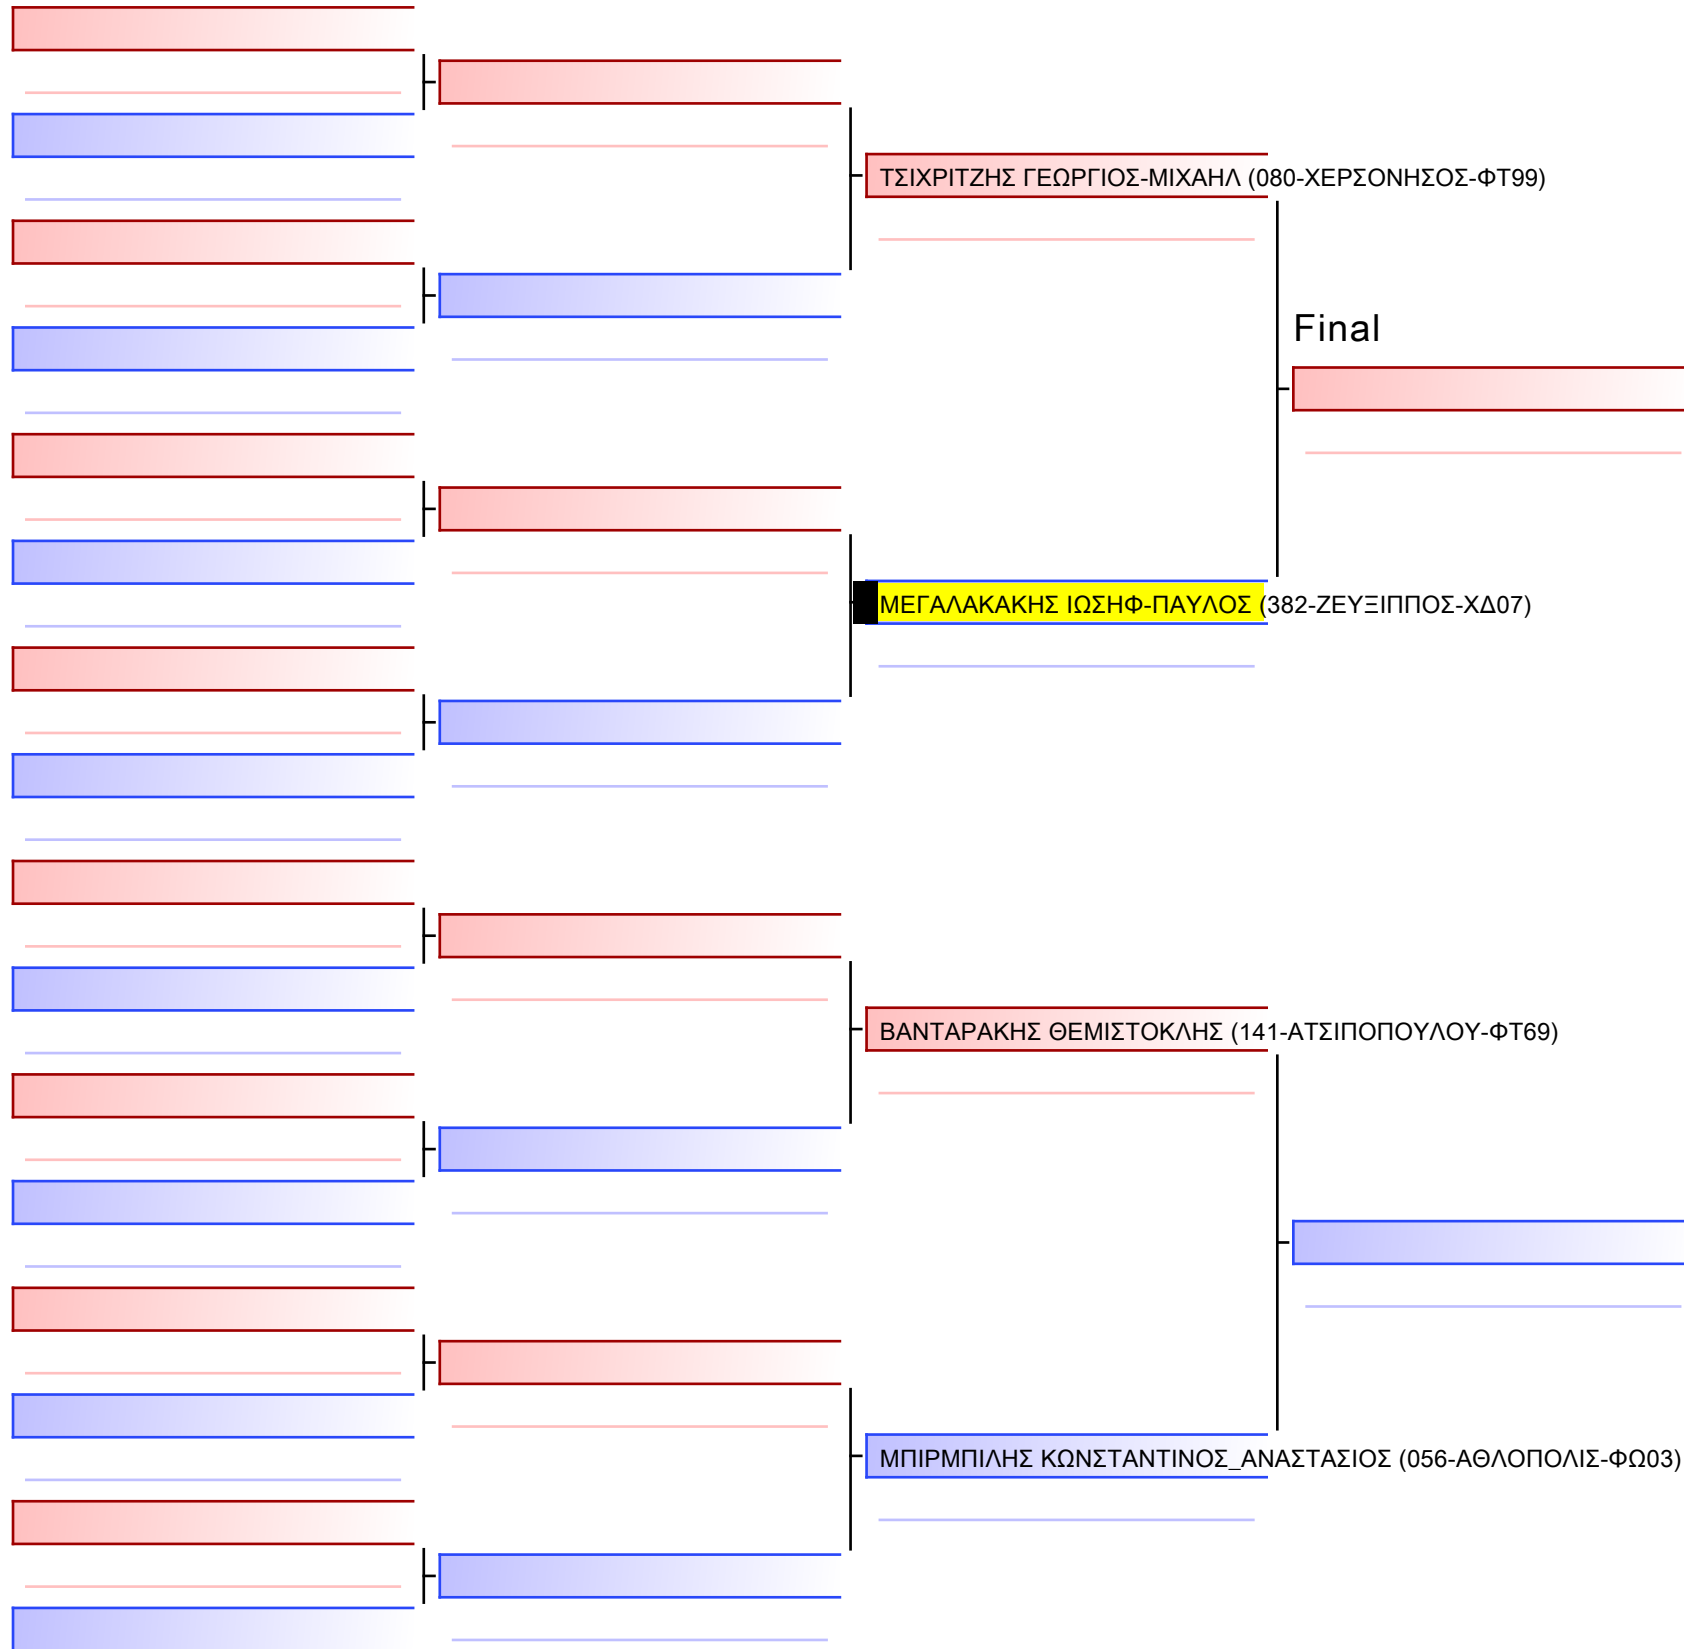 ΤΣΙΧΡΙΤΖΗΣ ΓΕΩΡΓΙΟΣ-ΜΙΧΑΗΛ (080-ΧΕΡΣΟΝΗΣΟΣ-ΦΤ99)
Final
ΜΕΓΑΛΑΚΑΚΗΣ ΙΩΣΗΦ-ΠΑΥΛΟΣ (382-ΖΕΥΞΙΠΠΟΣ-ΧΔ07)
ΒΑΝΤΑΡΑΚΗΣ ΘΕΜΙΣΤΟΚΛΗΣ (141-ΑΤΣΙΠΟΠΟΥΛΟΥ-ΦΤ69)
ΜΠΙΡΜΠΙΛΗΣ ΚΩΝΣΤΑΝΤΙΝΟΣ_ΑΝΑΣΤΑΣΙΟΣ (056-ΑΘΛΟΠΟΛΙΣ-ΦΩ03)